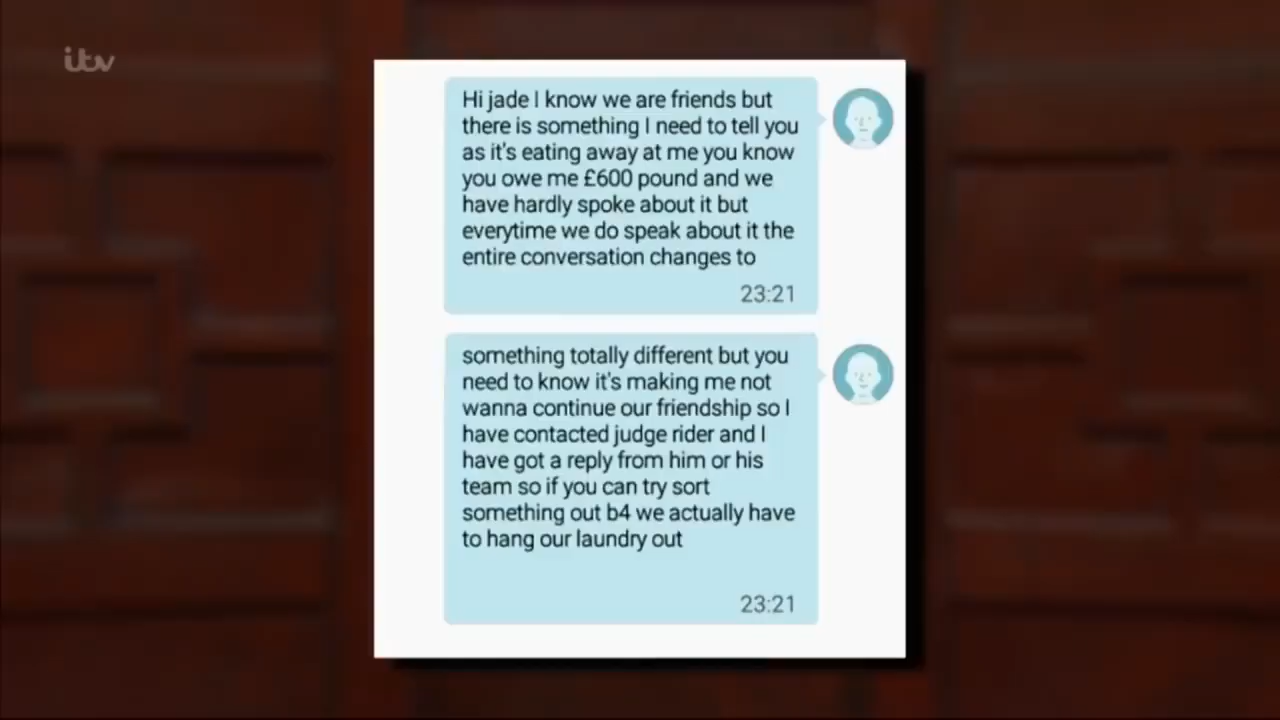 itv
Hi jade I know we are friends but
there is something I need to tell you
as it's eating away at me you know
you owe me £600 pound and we
have hardly spoke about it but
everytime we do speak about it the
entire conversation changes to
23:21
something totally different but you
need to know it's making me not
wanna continue our friendship so I
have contacted judge rider and I
have got a reply from him or his
team so if you can try sort
something out b4 we actually have
to hang our laundry out
23:21